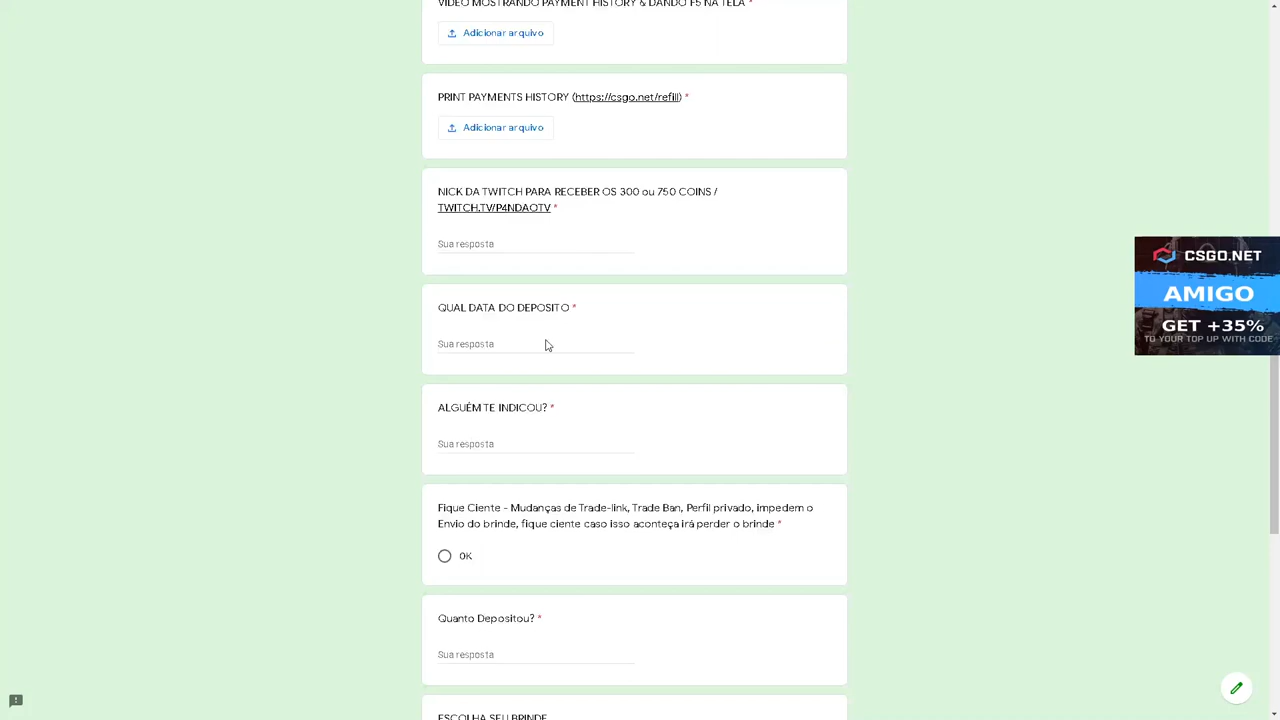 VIDEO MOSTRANDO PAYMENT HISTORY & DANDO F5 NA TELA *
Adicionar arquivo
PRINT PAYMENTS HISTORY (https://csgo.net/refill) *
Adicionar arquivo
NICK DA TWITCH PARA RECEBER OS 300 ou 750 COINS /
TWITCH.TV/P4NDAOTV *
Sua resposta
QUAL DATA DO DEPOSITO *
Sua resposta
ALGUÉM TE INDICOU? *
Sua resposta
Fique Ciente - Mudanças de Trade-link, Trade Ban, Perfil privado, impedem o
Envio do brinde, fique ciente caso isso aconteça irá perder o brinde *
OK
Quanto Depositou? *
Sua resposta
ESCOLHA SEU BRINDE
CSGO.NET
AMIGO
GET +35%
TO YOUR TOP UP WITH CODE